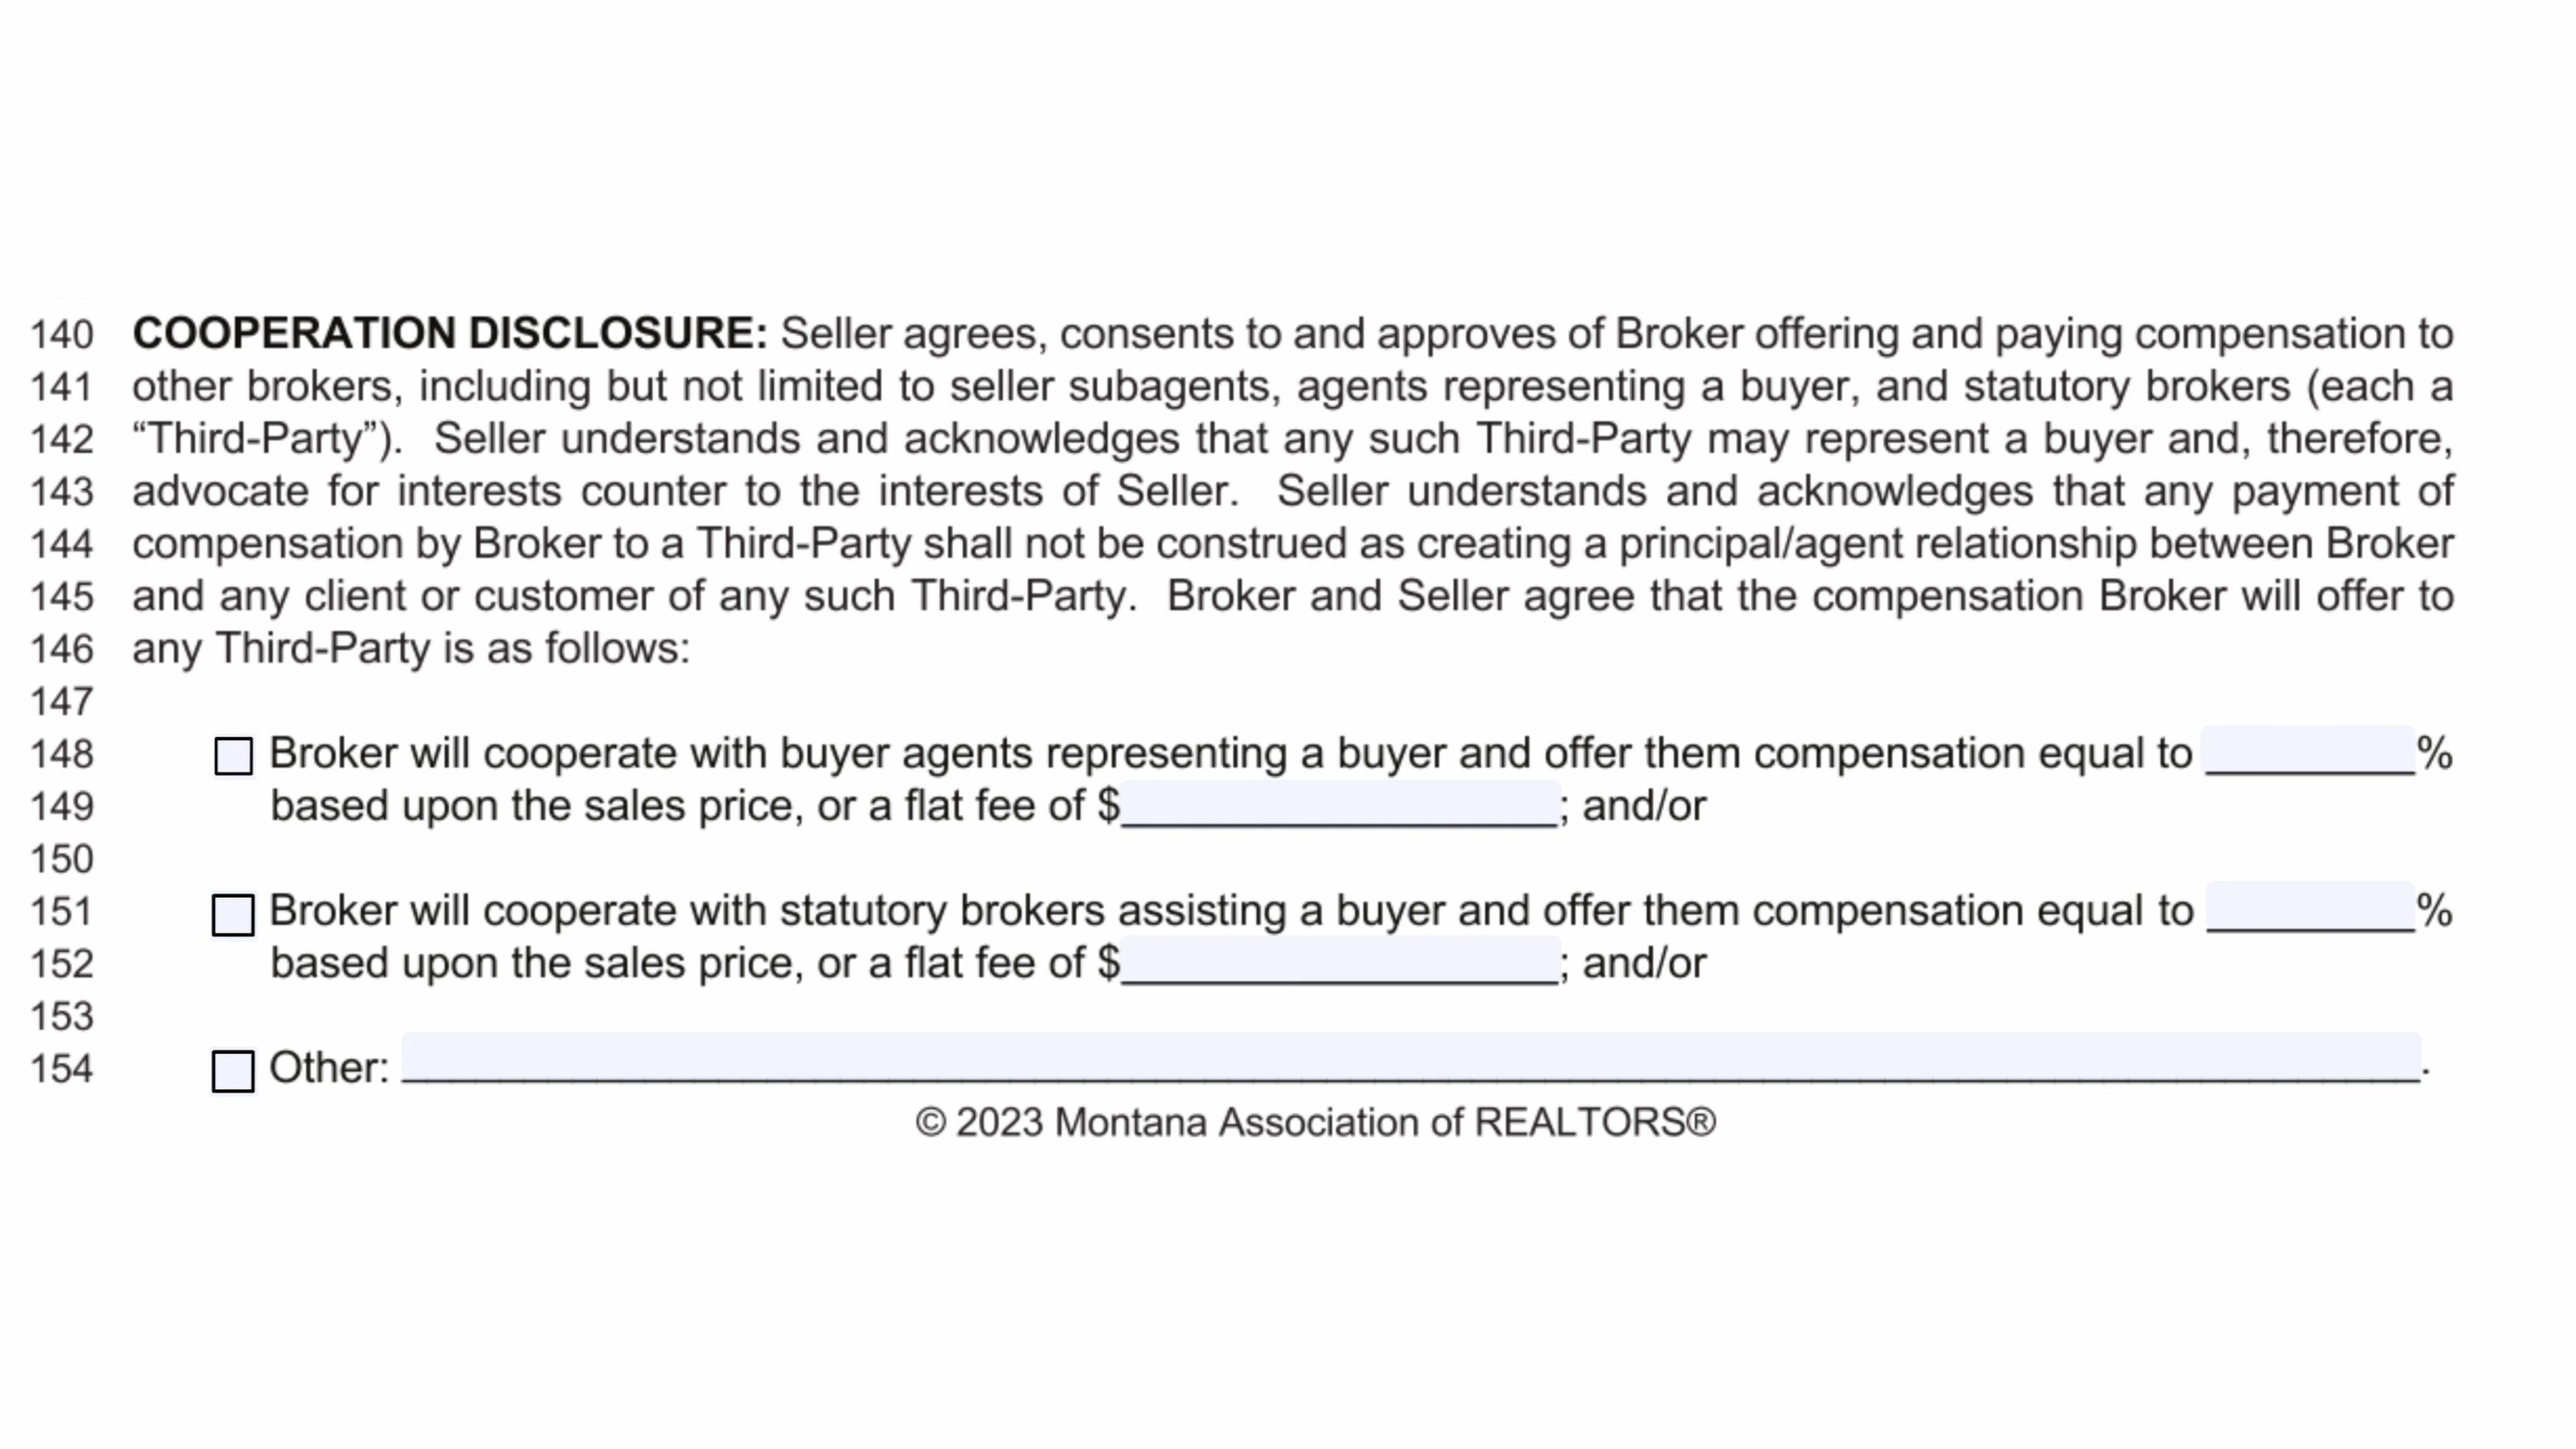 140 COOPERATION DISCLOSURE: Seller agrees, consents to and approves of Broker offering and paying compensation to
141 other brokers, including but not limited to seller subagents, agents representing a buyer, and statutory brokers (each a
142 “Third-Party”). Seller understands and acknowledges that any such Third-Party may represent a buyer and, therefore,
143 advocate for interests counter to the interests of Seller. Seller understands and acknowledges that any payment of
144 compensation by Broker to a Third-Party shall not be construed as creating a principal/agent relationship between Broker
145 and any client or customer of any such Third-Party. Broker and Seller agree that the compensation Broker will offer to
146 any Third-Party is as follows:
147
148 Broker will cooperate with buyer agents representing a buyer and offer them compensation equal to ________%
149 based upon the sales price, or a flat fee of $________________; and/or
150
151 Broker will cooperate with statutory brokers assisting a buyer and offer them compensation equal to ________%
152 based upon the sales price, or a flat fee of $________________; and/or
153
154 Other: ________________________________.
© 2023 Montana Association of REALTORS®